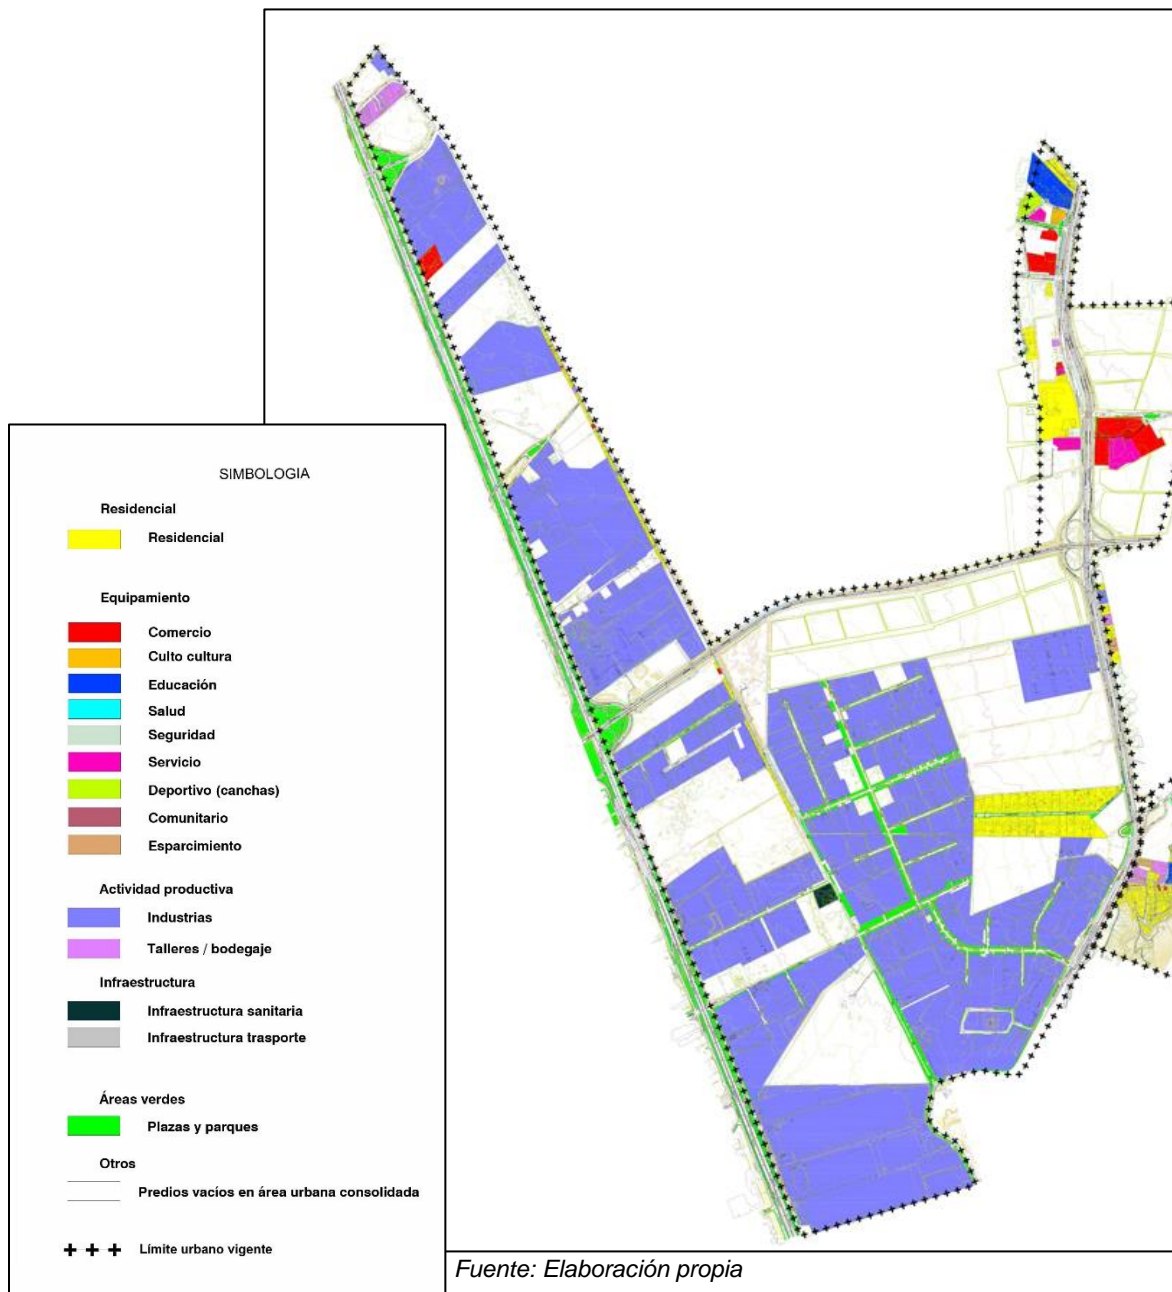 SIMBOLOGIA
Residencial
Residencial
Equipamiento
Comercio
Culto cultura
Educación
Salud
Seguridad
Servicio
Deportivo (canchas)
Comunitario
Esparcimiento
Actividad productiva
Industrias
Talleres / bodegaje
Infraestructura
Infraestructura sanitaria
Infraestructura trasporte
Áreas verdes
Plazas y parques
Otros
Predios vacíos en área urbana consolidada
Límite urbano vigente
Fuente: Elaboración propia